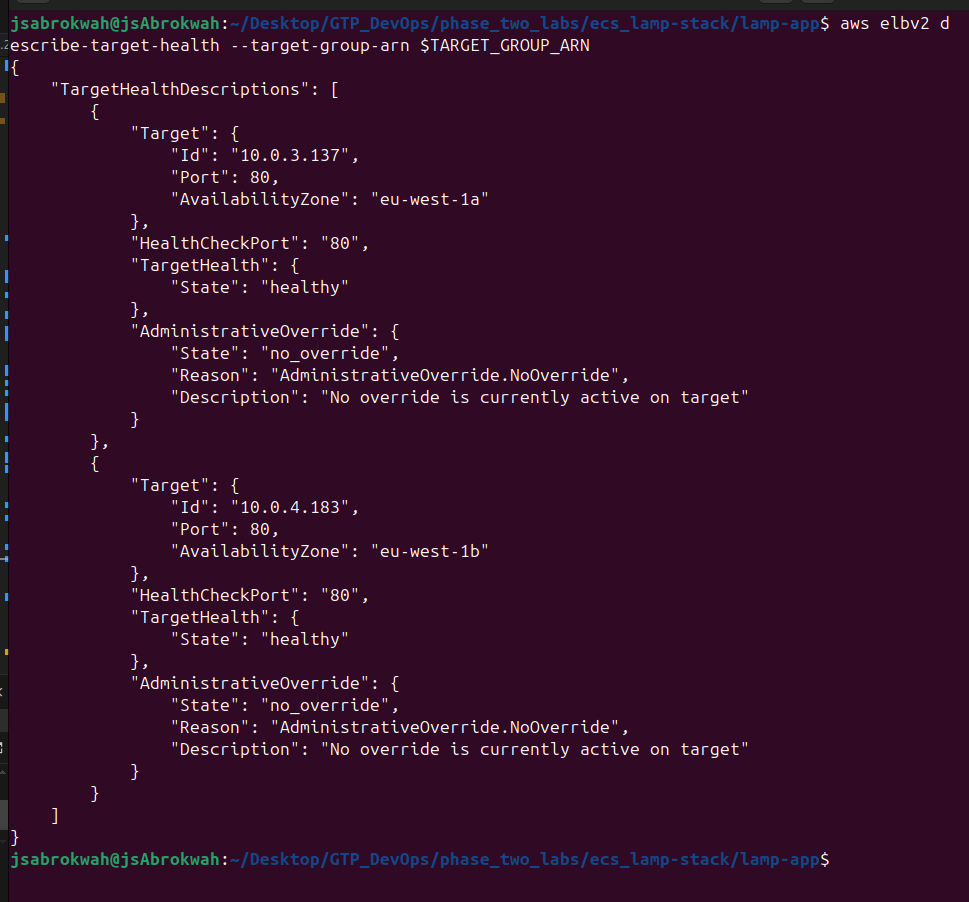 jsabrokwah@jsAbrokwah:~/Desktop/GTP_DevOps/phase_two_labs/ecs_lamp-stack/lamp-app$ aws elbv2 d
escribe-target-health --target-group-arn $TARGET_GROUP_ARN
{
    "TargetHealthDescriptions": [
        {
            "Target": {
                "Id": "10.0.3.137",
                "Port": 80,
                "AvailabilityZone": "eu-west-1a"
            },
            "HealthCheckPort": "80",
            "TargetHealth": {
                "State": "healthy"
            },
            "AdministrativeOverride": {
                "State": "no_override",
                "Reason": "AdministrativeOverride.NoOverride",
                "Description": "No override is currently active on target"
            }
        },
        {
            "Target": {
                "Id": "10.0.4.183",
                "Port": 80,
                "AvailabilityZone": "eu-west-1b"
            },
            "HealthCheckPort": "80",
            "TargetHealth": {
                "State": "healthy"
            },
            "AdministrativeOverride": {
                "State": "no_override",
                "Reason": "AdministrativeOverride.NoOverride",
                "Description": "No override is currently active on target"
            }
        }
    ]
}
jsabrokwah@jsAbrokwah:~/Desktop/GTP_DevOps/phase_two_labs/ecs_lamp-stack/lamp-app$